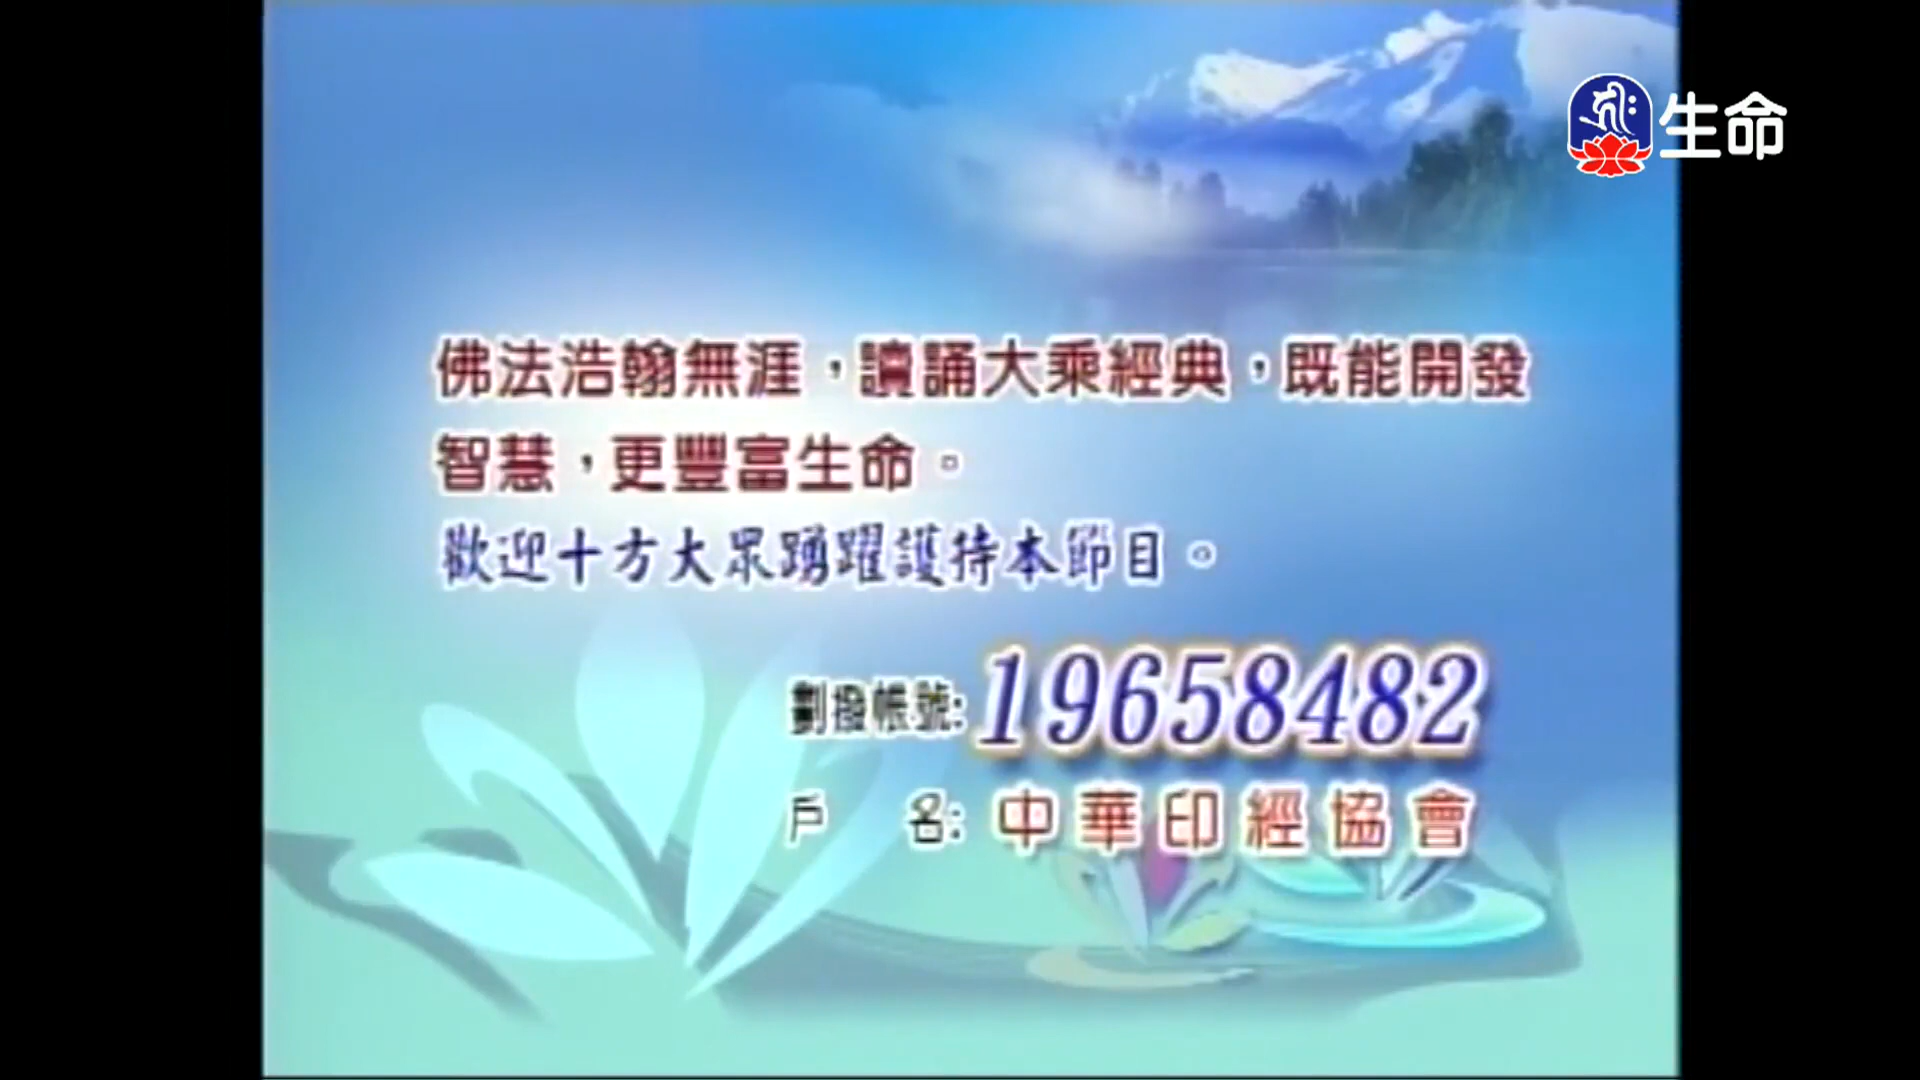 生命
佛法浩翰無涯，讀誦大乘經典，既能開發
智慧，更豐富生命。
歡迎十方大眾踴躍護持本節目。
劃撥帳號: 19658482
戶　名: 中華印經協會